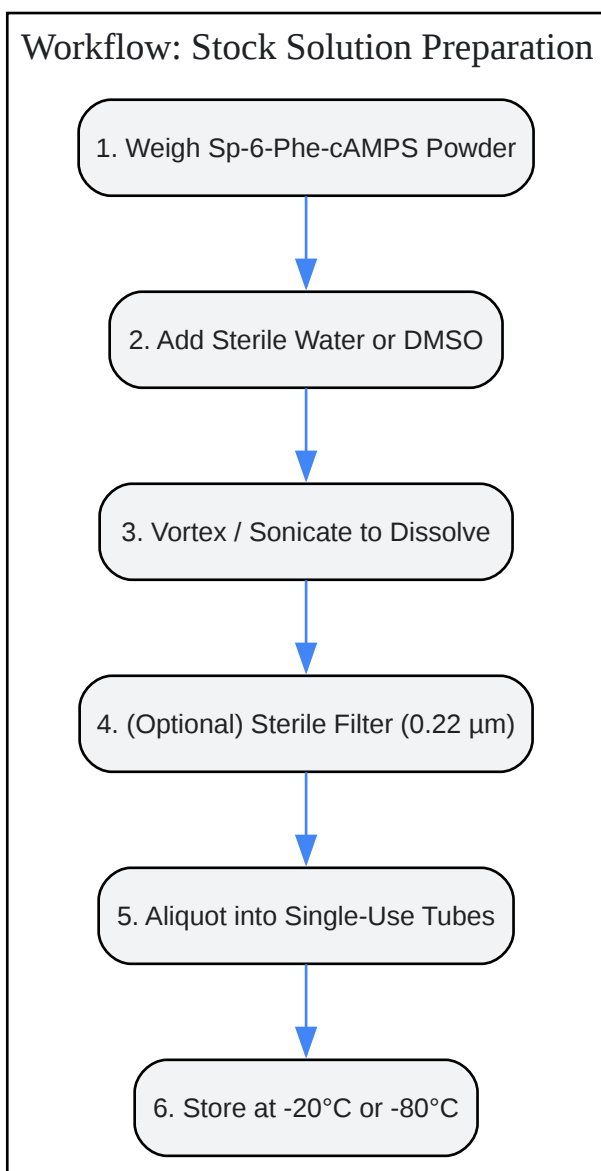 Workflow: Stock Solution Preparation
1. Weigh Sp-6-Phe-cAMPS Powder
2. Add Sterile Water or DMSO
3. Vortex / Sonicate to Dissolve
4. (Optional) Sterile Filter (0.22 µm)
5. Aliquot into Single-Use Tubes
6. Store at -20°C or -80°C